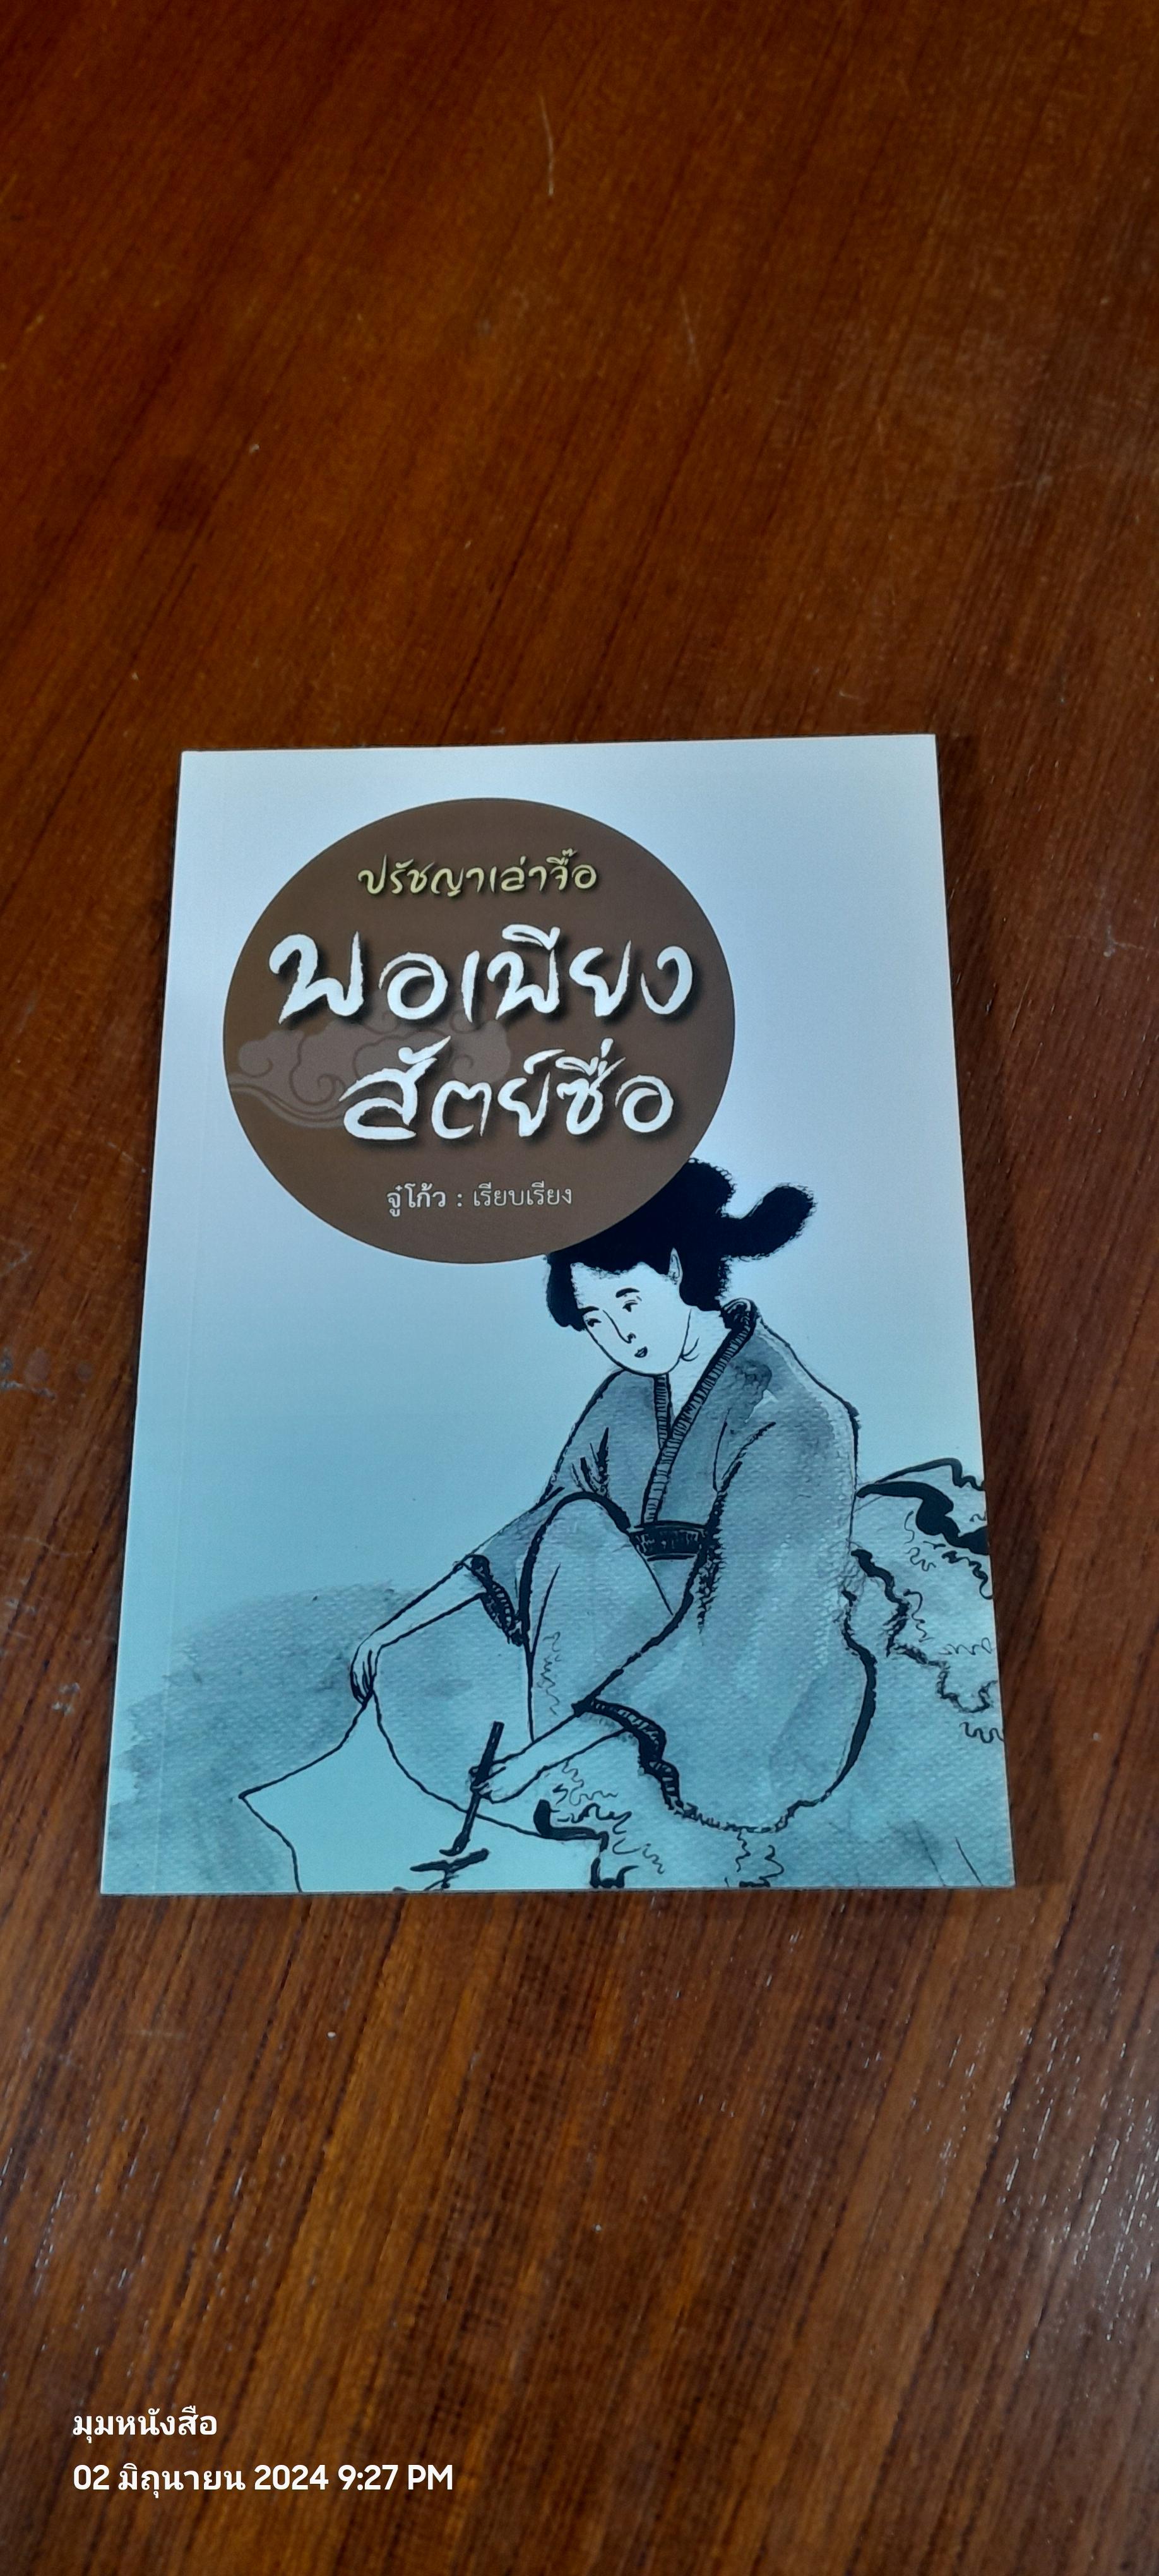 ปรัชญาเล่าจื๊อ
พอเพียง
สัตย์ซื่อ
จู๋โก้ว : เรียบเรียง
มุมหนังสือ
02 มิถุนายน 2024 9:27 PM